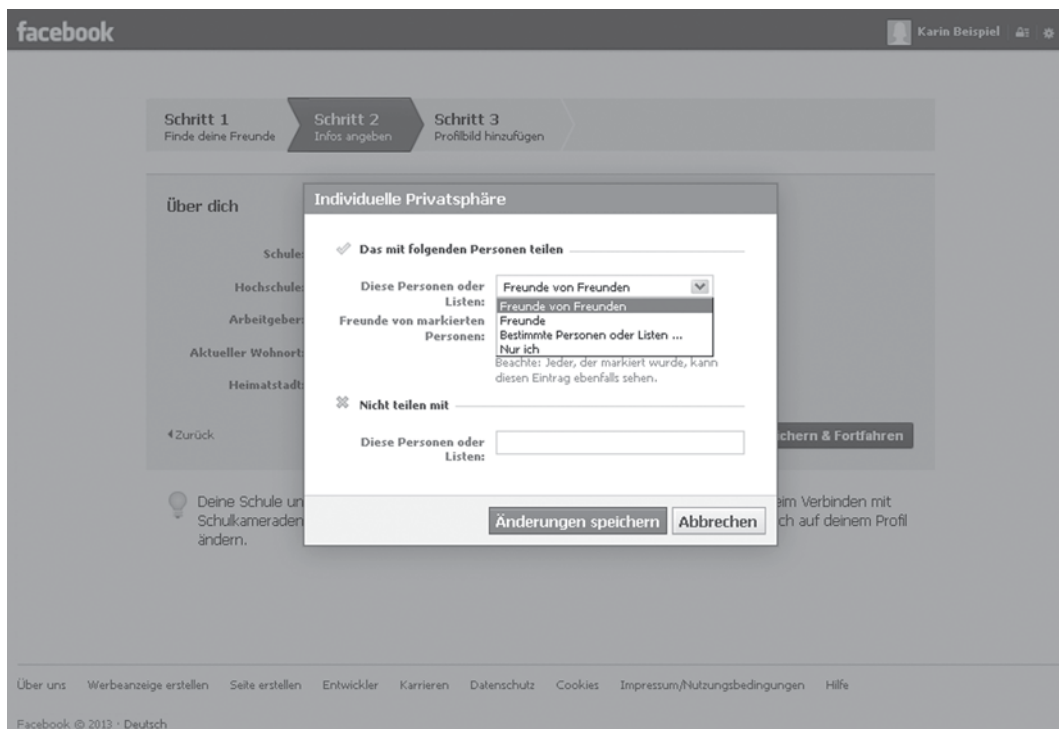 facebook
Karin Beispiel
Schritt 1
Finde deine Freunde
Schritt 2
Infos angeben
Schritt 3
Profilbild hinzufügen
Über dich
Schule:
Hochschule:
Arbeitgeber:
Aktueller Wohnort:
Heimatstadt:
Individuelle Privatsphäre
Das mit folgenden Personen teilen
Diese Personen oder
Listen:
Freunde von Freunden
Freunde von Freunden
Freunde
Bestimmte Personen oder Listen ...
Nur ich
Freunde von markierten
Personen:
Beachte: Jeder, der markiert wurde, kann
diesen Eintrag ebenfalls sehen.
Nicht teilen mit
Diese Personen oder
Listen:
Änderungen speichern
Abbrechen
Zurück
chern & Fortfahren
Deine Schule un
eim Verbinden mit
Schulkameraden
ch auf deinem Profil
ändern.
Über uns Werbeanzeige erstellen Seite erstellen Entwickler Karrieren Datenschutz Cookies Impressum/Nutzungsbedingungen Hilfe
Facebook © 2013 · Deutsch